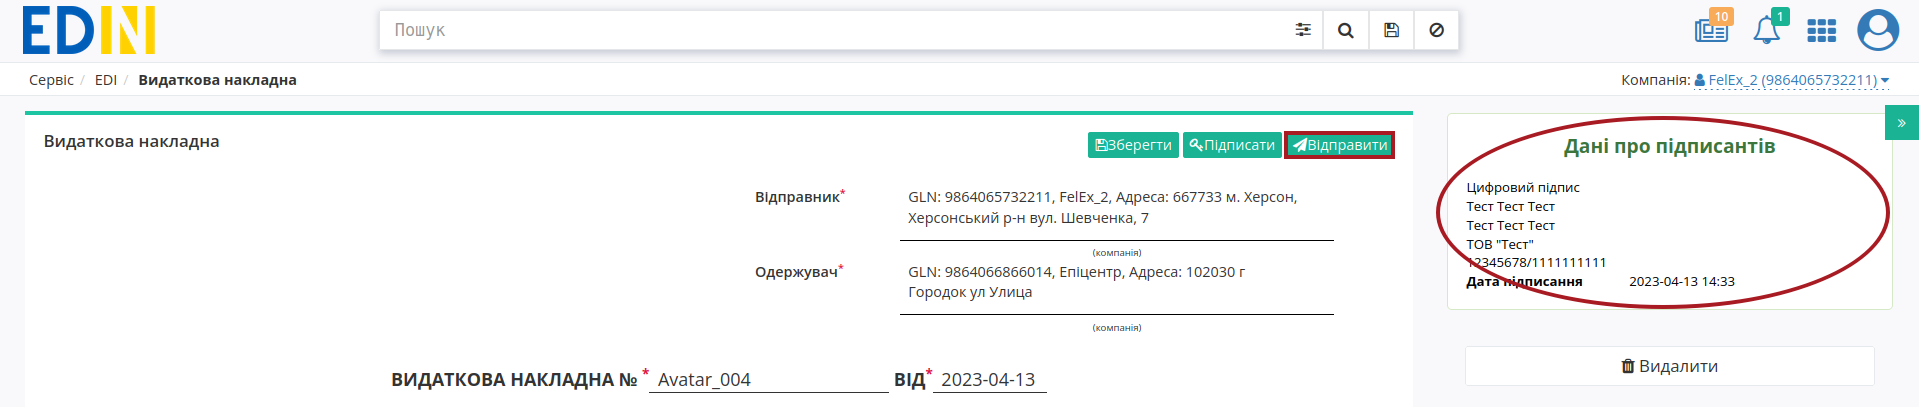 EDIN
Пошук
10
1
Сервіс / EDI / Видаткова накладна
Компанія: FelEx_2 (9864065732211)
Видаткова накладна
Зберегти Підписати Відправити
Відправник*
GLN: 9864065732211, FelEx_2, Адреса: 667733 м. Херсон,
Херсонський р-н вул. Шевченка, 7
(компанія)
Одержувач*
GLN: 9864066866014, Епіцентр, Адреса: 102030 г
Городок ул Улица
(компанія)
ВИДАТКОВА НАКЛАДНА № * Avatar_004 ВІД* 2023-04-13
»
Дані про підписантів
Цифровий підпис
Тест Тест Тест
Тест Тест Тест
ТОВ "Тест"
12345678/1111111111
Дата підписання 2023-04-13 14:33
Видалити